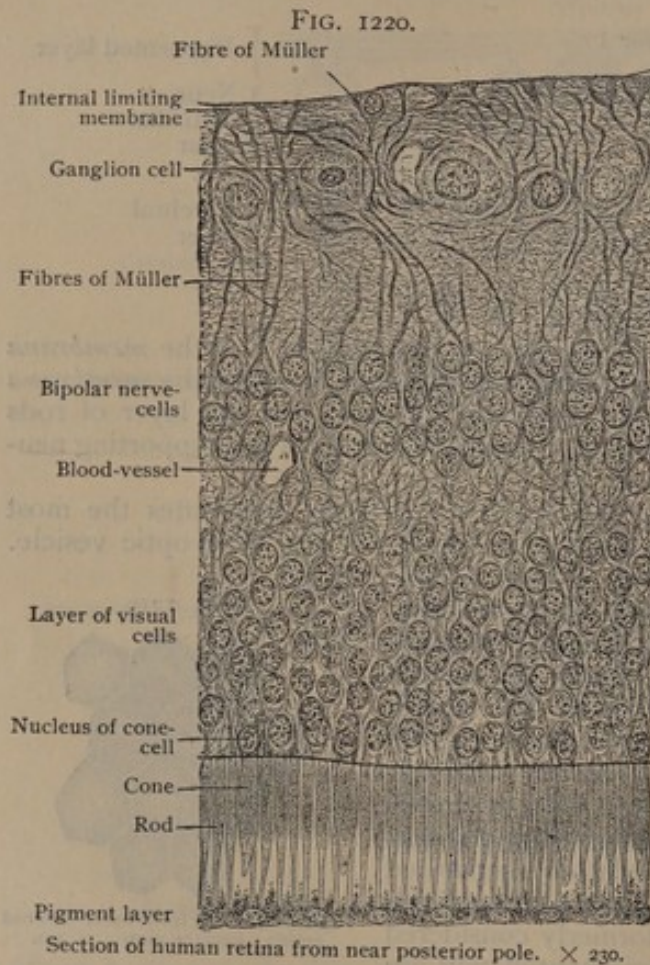 FIG. 1220.
Fibre of Müller
Internal limiting
membrane
Ganglion cell
Fibres of Müller
Bipolar nerve-
cells
Blood-vessel
Layer of visual
cells
Nucleus of cone-
cell
Cone
Rod
Pigment layer
Section of human retina from near posterior pole. × 230.